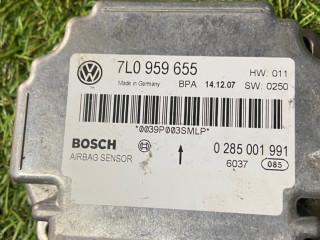 7L0 959 655 HW: 011
Made in Germany BPA 14.12.07 SW: 0250
*0039P003SMLP*
BOSCH 0 285 001 991
AIRBAG SENSOR 6037 085